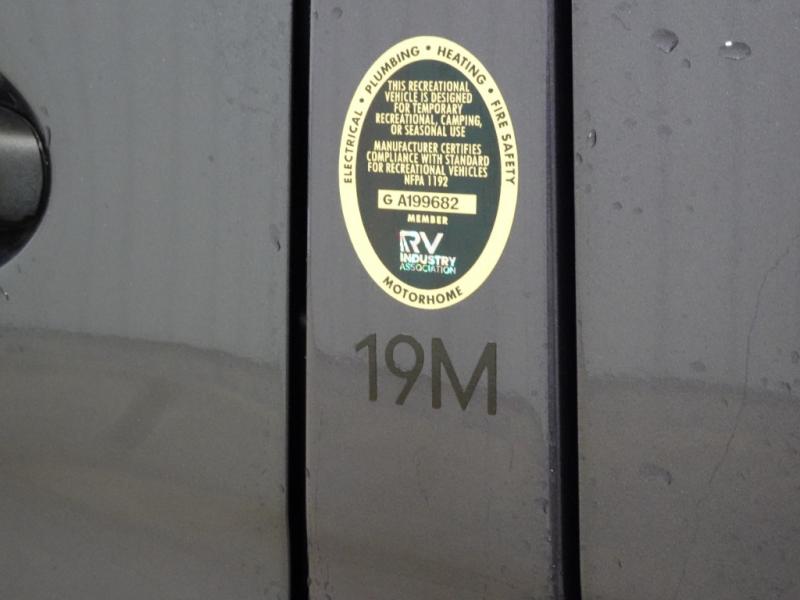 ELECTRICAL • PLUMBING • HEATING • FIRE SAFETY
THIS RECREATIONAL
VEHICLE IS DESIGNED
FOR TEMPORARY
RECREATIONAL, CAMPING,
OR SEASONAL USE
MANUFACTURER CERTIFIES
COMPLIANCE WITH STANDARD
FOR RECREATIONAL VEHICLES
NFPA 1192
G A199682
MEMBER
RV
INDUSTRY
ASSOCIATION
MOTORHOME
19M